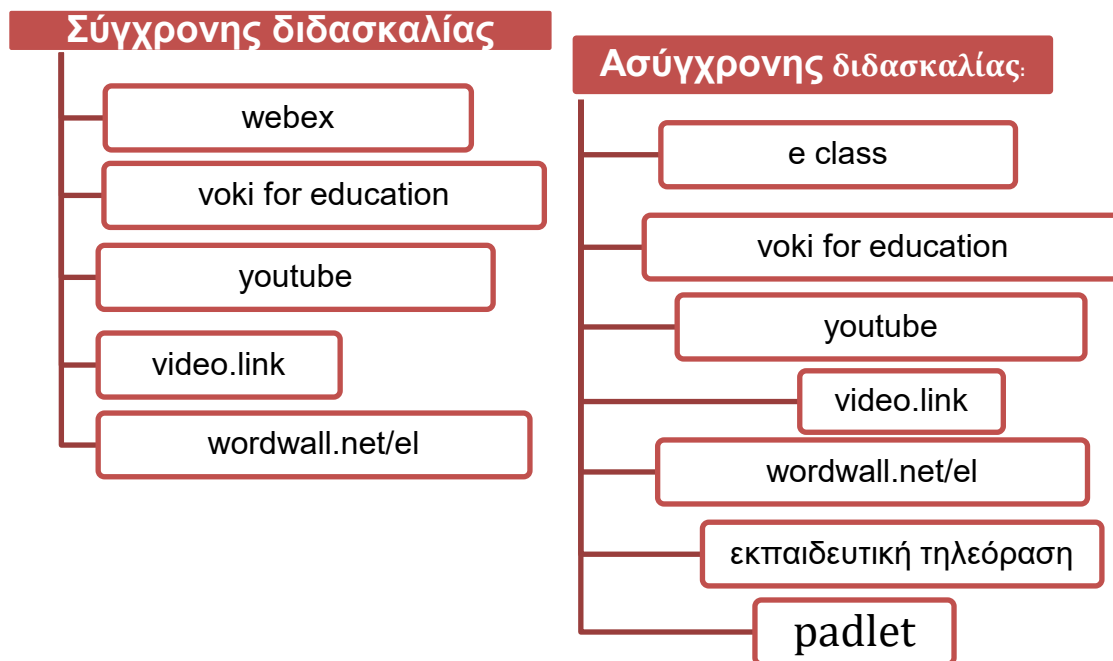 Σύγχρονης διδασκαλίας
webex
voki for education
youtube
video.link
wordwall.net/el
Ασύγχρονης διδασκαλίας:
e class
voki for education
youtube
video.link
wordwall.net/el
εκπαιδευτική τηλεόραση
padlet